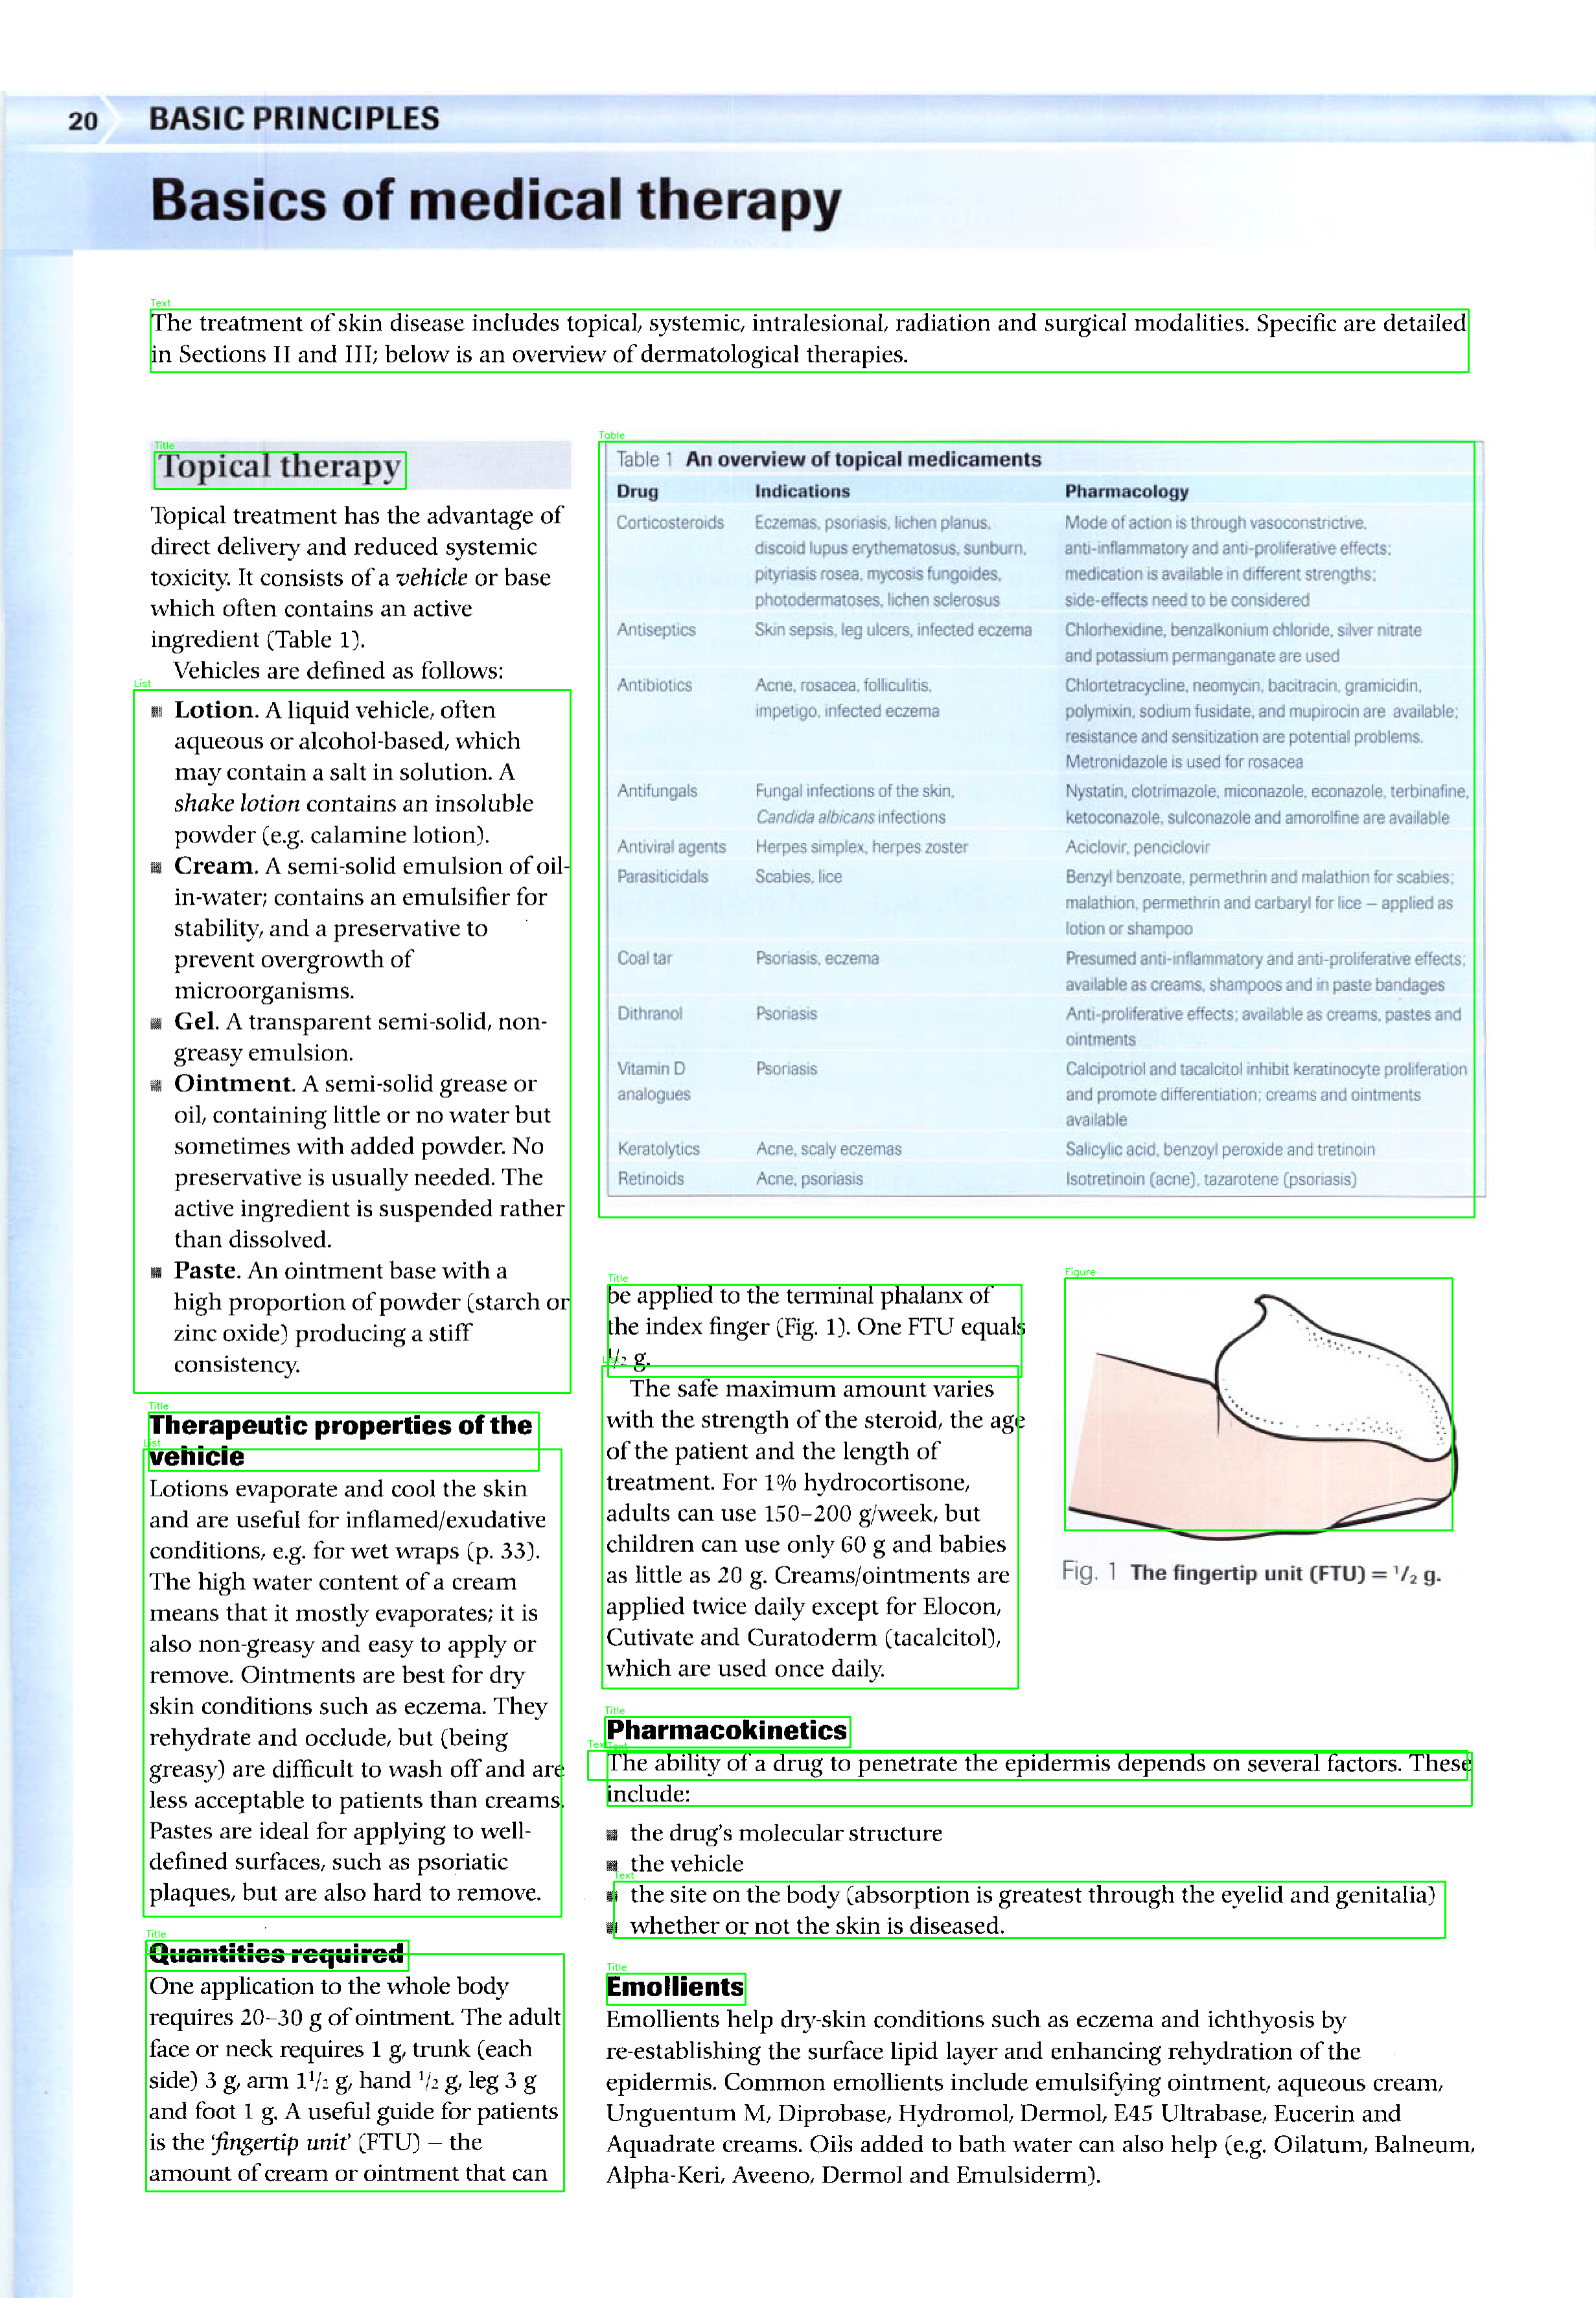 20 BASIC PRINCIPLES
Basics of medical therapy
Text
The treatment of skin disease includes topical, systemic, intralesional, radiation and surgical modalities. Specific are detailed
in Sections II and III; below is an overview of dermatological therapies.
Title
Topical therapy
Topical treatment has the advantage of
direct delivery and reduced systemic
toxicity. It consists of a vehicle or base
which often contains an active
ingredient (Table 1).
Vehicles are defined as follows:
List
Lotion. A liquid vehicle, often
aqueous or alcohol-based, which
may contain a salt in solution. A
shake lotion contains an insoluble
powder (e.g. calamine lotion).
Cream. A semi-solid emulsion of oil-
in-water; contains an emulsifier for
stability, and a preservative to
prevent overgrowth of
microorganisms.
Gel. A transparent semi-solid, non-
greasy emulsion.
Ointment. A semi-solid grease or
oil, containing little or no water but
sometimes with added powder. No
preservative is usually needed. The
active ingredient is suspended rather
than dissolved.
Paste. An ointment base with a
high proportion of powder (starch or
zinc oxide) producing a stiff
consistency.
Title
Therapeutic properties of the
List
vehicle
Lotions evaporate and cool the skin
and are useful for inflamed/exudative
conditions, e.g. for wet wraps (p. 33).
The high water content of a cream
means that it mostly evaporates; it is
also non-greasy and easy to apply or
remove. Ointments are best for dry
skin conditions such as eczema. They
rehydrate and occlude, but (being
greasy) are difficult to wash off and are
less acceptable to patients than creams.
Pastes are ideal for applying to well-
defined surfaces, such as psoriatic
plaques, but are also hard to remove.
Title
Quantities required
One application to the whole body
requires 20–30 g of ointment. The adult
face or neck requires 1 g, trunk (each
side) 3 g, arm 1 1/2 g, hand 1/2 g, leg 3 g
and foot 1 g. A useful guide for patients
is the 'fingertip unit' (FTU) – the
amount of cream or ointment that can
Table
Table 1 An overview of topical medicaments
Drug Indications Pharmacology
Corticosteroids Eczemas, psoriasis, lichen planus, Mode of action is through vasoconstrictive,
discoid lupus erythematosus, sunburn, anti-inflammatory and anti-proliferative effects;
pityriasis rosea, mycosis fungoides, medication is available in different strengths;
photodermatoses, lichen sclerosus side-effects need to be considered
Antiseptics Skin sepsis, leg ulcers, infected eczema Chlorhexidine, benzalkonium chloride, silver nitrate
and potassium permanganate are used
Antibiotics Acne, rosacea, folliculitis, Chlortetracycline, neomycin, bacitracin, gramicidin,
impetigo, infected eczema polymixin, sodium fusidate, and mupirocin are available;
resistance and sensitization are potential problems.
Metronidazole is used for rosacea
Antifungals Fungal infections of the skin, Nystatin, clotrimazole, miconazole, econazole, terbinafine,
Candida albicans infections ketoconazole, sulconazole and amorolfine are available
Antiviral agents Herpes simplex, herpes zoster Aciclovir, penciclovir
Parasiticidals Scabies, lice Benzyl benzoate, permethrin and malathion for scabies;
malathion, permethrin and carbaryl for lice – applied as
lotion or shampoo
Coal tar Psoriasis, eczema Presumed anti-inflammatory and anti-proliferative effects;
available as creams, shampoos and in paste bandages
Dithranol Psoriasis Anti-proliferative effects; available as creams, pastes and
ointments
Vitamin D Psoriasis Calcipotriol and tacalcitol inhibit keratinocyte proliferation
analogues and promote differentiation; creams and ointments
available
Keratolytics Acne, scaly eczemas Salicylic acid, benzoyl peroxide and tretinoin
Retinoids Acne, psoriasis Isotretinoin (acne), tazarotene (psoriasis)
Title
be applied to the terminal phalanx of
the index finger (Fig. 1). One FTU equals
1/2 g.
The safe maximum amount varies
with the strength of the steroid, the age
of the patient and the length of
treatment. For 1% hydrocortisone,
adults can use 150–200 g/week, but
children can use only 60 g and babies
as little as 20 g. Creams/ointments are
applied twice daily except for Elocon,
Cutivate and Curatoderm (tacalcitol),
which are used once daily.
Figure
Fig. 1 The fingertip unit (FTU) = 1/2 g.
Title
Pharmacokinetics
Text Text
The ability of a drug to penetrate the epidermis depends on several factors. These
include:
the drug's molecular structure
the vehicle
Text
the site on the body (absorption is greatest through the eyelid and genitalia)
whether or not the skin is diseased.
Title
Emollients
Emollients help dry-skin conditions such as eczema and ichthyosis by
re-establishing the surface lipid layer and enhancing rehydration of the
epidermis. Common emollients include emulsifying ointment, aqueous cream,
Unguentum M, Diprobase, Hydromol, Dermol, E45 Ultrabase, Eucerin and
Aquadrate creams. Oils added to bath water can also help (e.g. Oilatum, Balneum,
Alpha-Keri, Aveeno, Dermol and Emulsiderm).